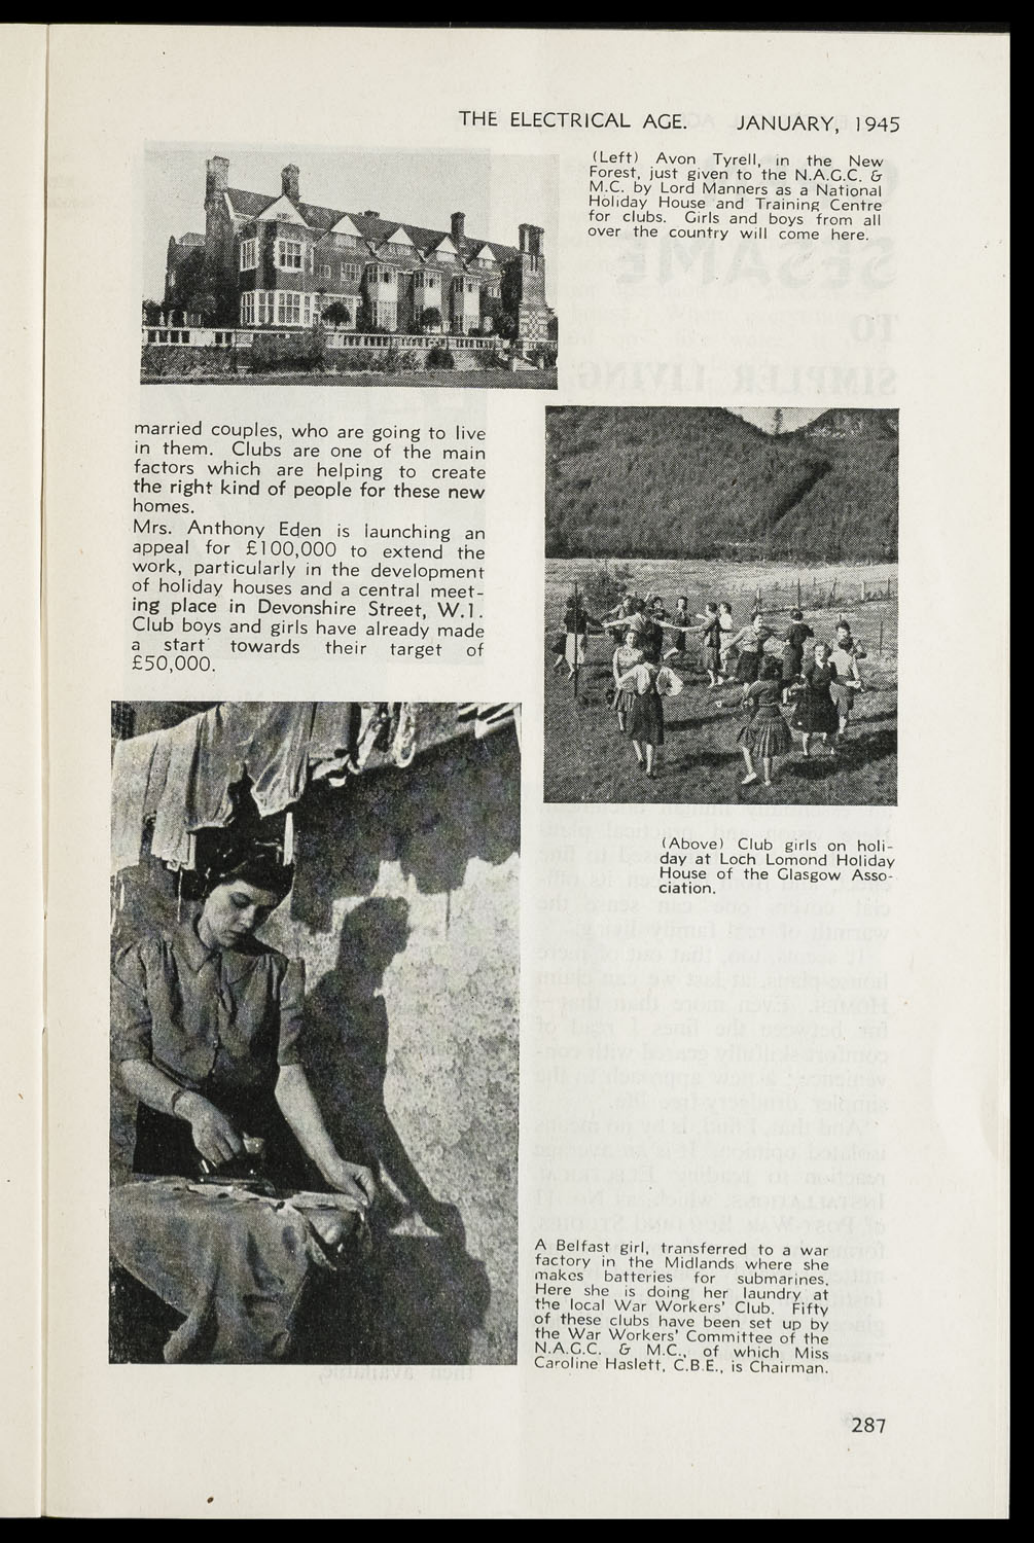 THE ELECTRICAL AGE. JANUARY, 1945
(Left) Avon Tyrell, in the New
Forest, just given to the N.A.G.C. &
M.C. by Lord Manners as a National
Holiday House and Training Centre
for clubs. Girls and boys from all
over the country will come here.
married couples, who are going to live
in them. Clubs are one of the main
factors which are helping to create
the right kind of people for these new
homes.
Mrs. Anthony Eden is launching an
appeal for £100,000 to extend the
work, particularly in the development
of holiday houses and a central meet-
ing place in Devonshire Street, W.1.
Club boys and girls have already made
a start towards their target of
£50,000.
(Above) Club girls on holi-
day at Loch Lomond Holiday
House of the Glasgow Asso-
ciation.
A Belfast girl, transferred to a war
factory in the Midlands where she
makes batteries for submarines.
Here she is doing her laundry at
the local War Workers' Club. Fifty
of these clubs have been set up by
the War Workers' Committee of the
N.A.G.C. & M.C., of which Miss
Caroline Haslett, C.B.E., is Chairman.
287